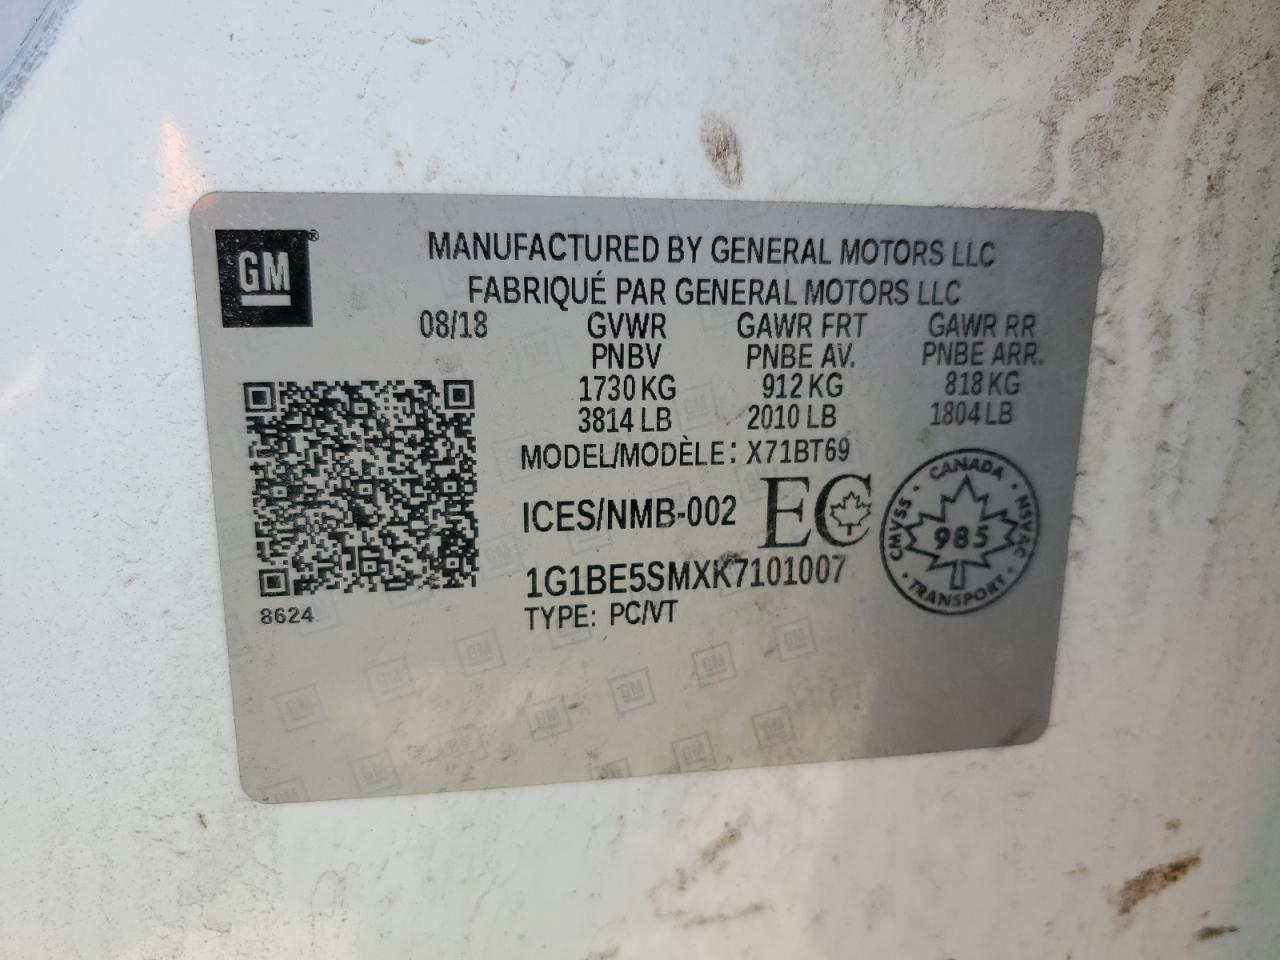 GM
MANUFACTURED BY GENERAL MOTORS LLC
FABRIQUÉ PAR GENERAL MOTORS LLC
08/18 GVWR GAWR FRT GAWR RR
PNBV PNBE AV. PNBE ARR.
1730 KG 912 KG 818 KG
3814 LB 2010 LB 1804 LB
MODEL/MODÈLE: X71BT69
ICES/NMB-002 EC
CANADA
CMVSS - NSVAC
985
TRANSPORT
1G1BE5SMXK7101007
TYPE: PC/VT
8624